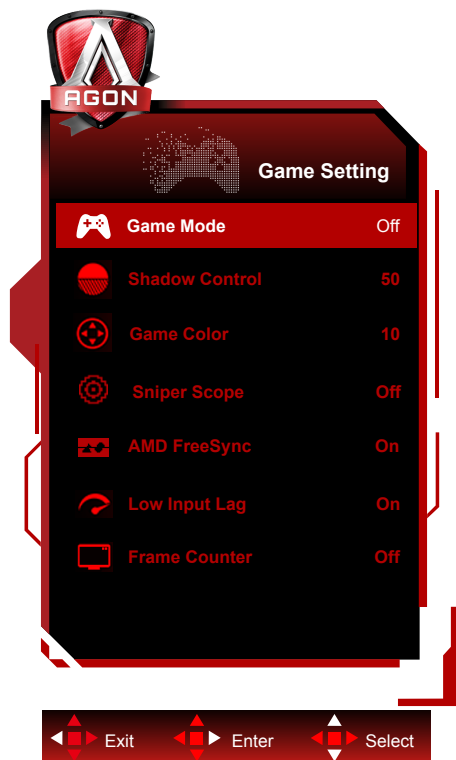 AGON
Game Setting
Game Mode Off
Shadow Control 50
Game Color 10
Sniper Scope Off
AMD FreeSync On
Low Input Lag On
Frame Counter Off
Exit Enter Select